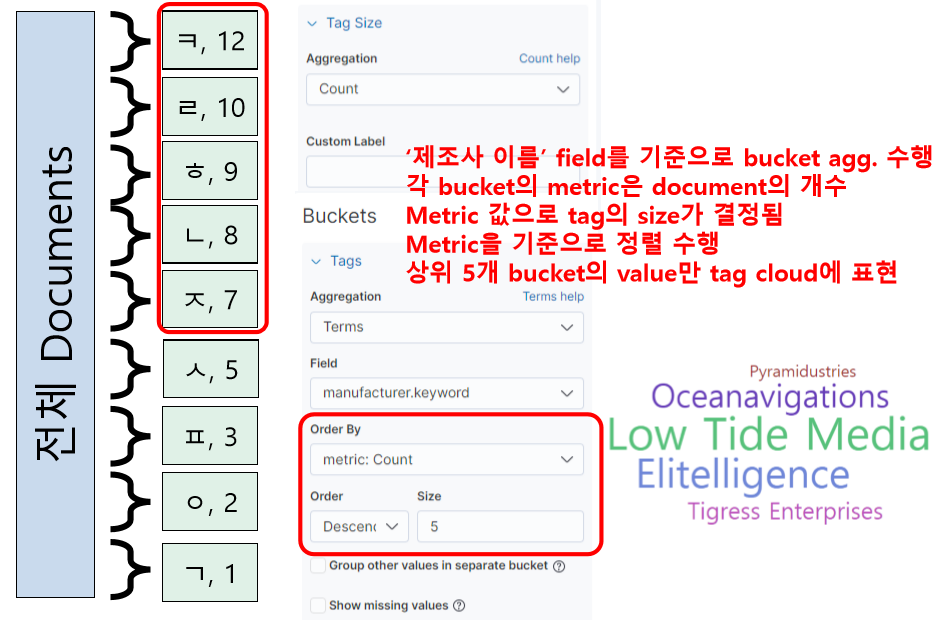 전체 Documents
ㅋ, 12
ㄹ, 10
ㅎ, 9
ㄴ, 8
ㅈ, 7
ㅅ, 5
ㅍ, 3
ㅇ, 2
ㄱ, 1
Tag Size
Aggregation Count help
Count
Custom Label
‘제조사 이름’ field를 기준으로 bucket agg. 수행
각 bucket의 metric은 document의 개수
Metric 값으로 tag의 size가 결정됨
Metric을 기준으로 정렬 수행
상위 5개 bucket의 value만 tag cloud에 표현
Buckets
Tags
Aggregation Terms help
Terms
Field
manufacturer.keyword
Order By
metric: Count
Order Size
Descenc 5
Group other values in separate bucket
Show missing values
Pyramidustries
Oceanavigations
Low Tide Media
Elitelligence
Tigress Enterprises